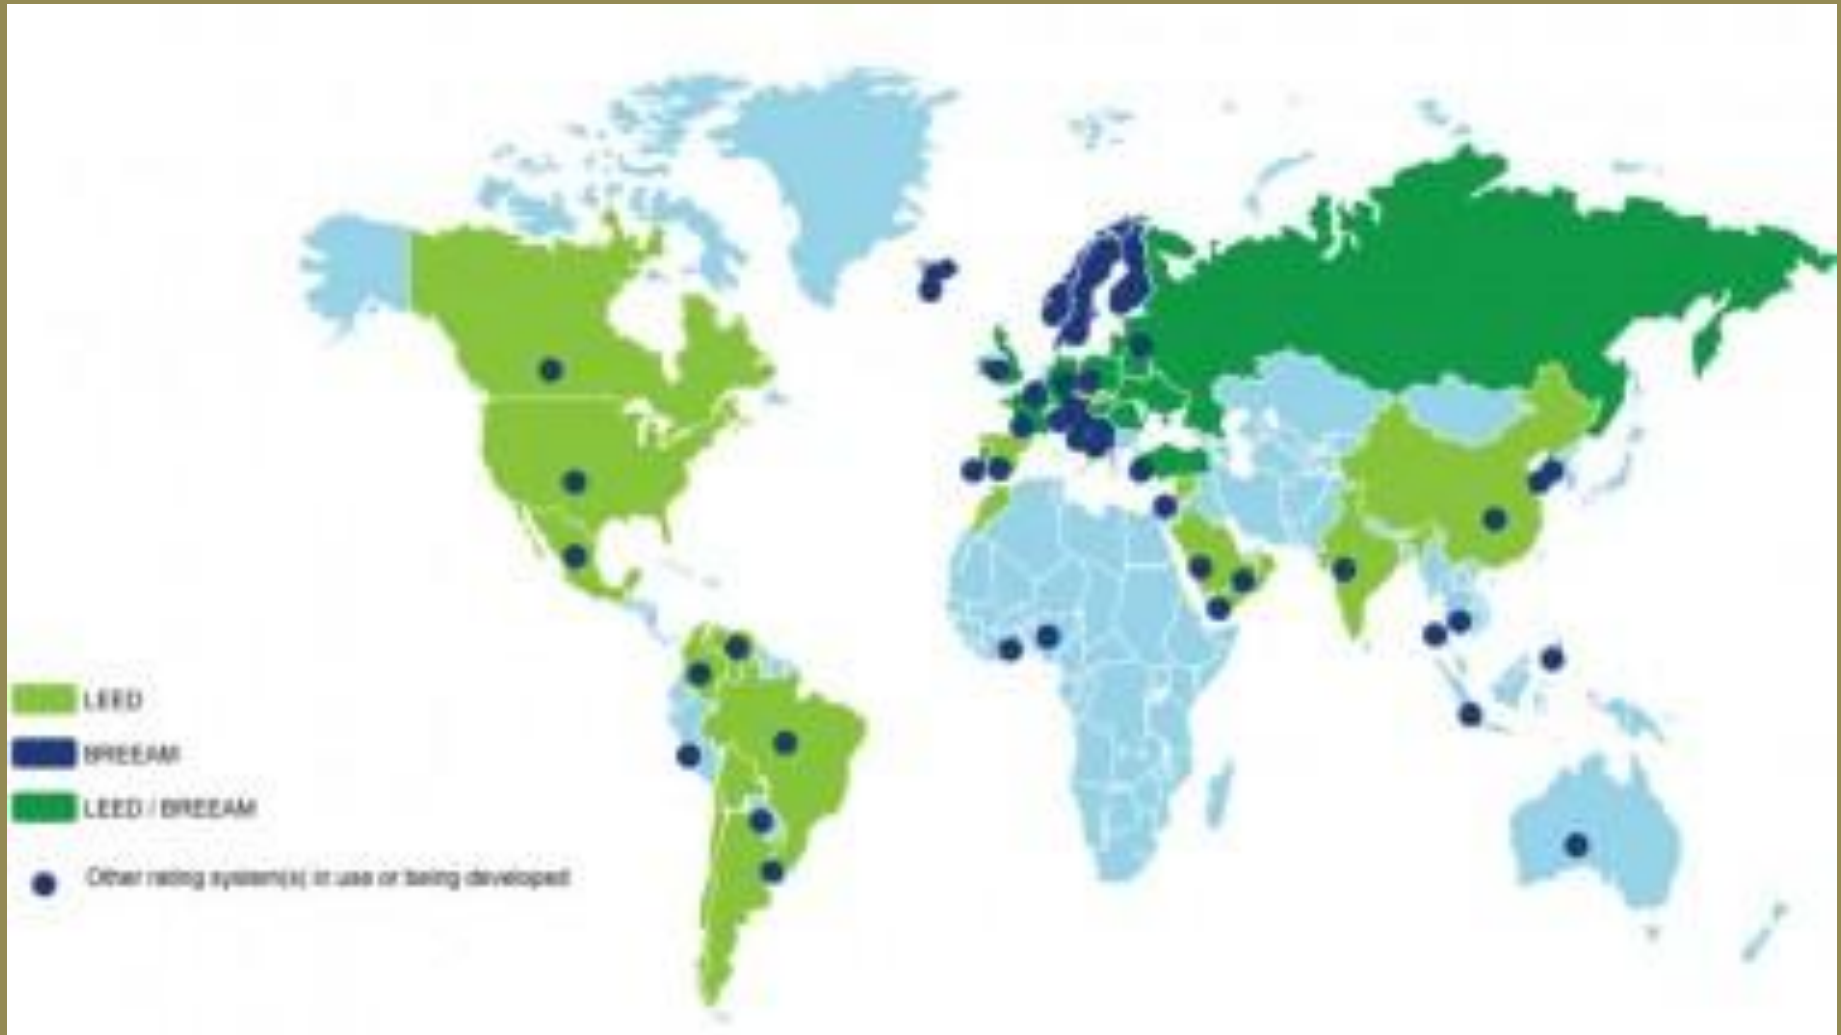 LEED
BREEAM
LEED / BREEAM
Other rating system(s) in use or being developed